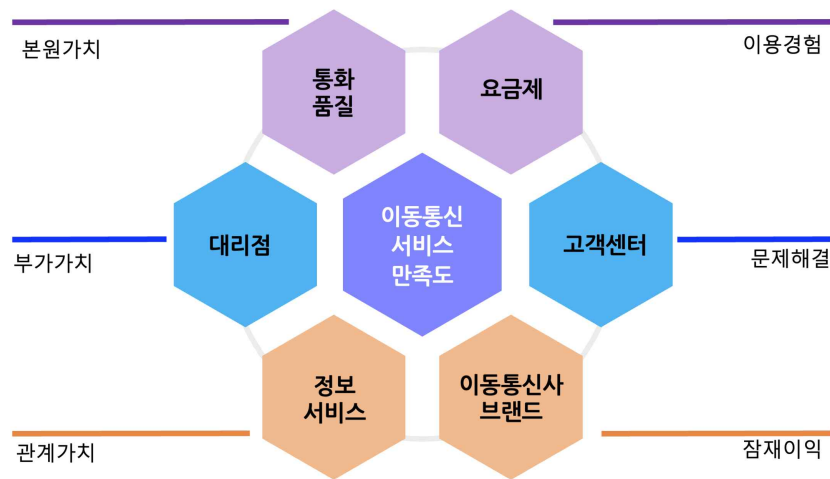 본원가치
이용경험
통화
품질
요금제
대리점
이동통신
서비스
만족도
고객센터
부가가치
문제해결
정보
서비스
이동통신사
브랜드
관계가치
잠재이익